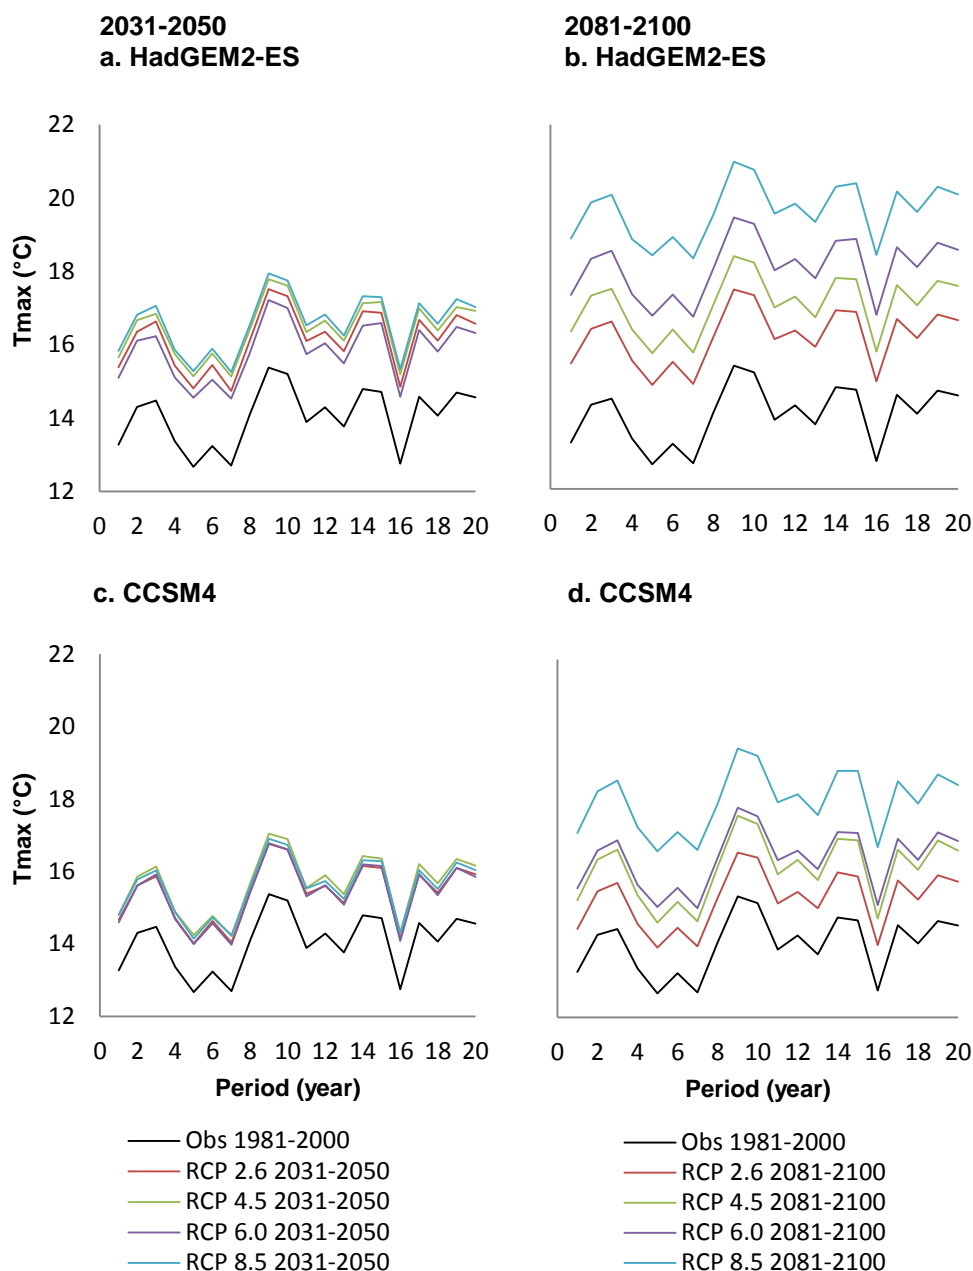 2031-2050
a. HadGEM2-ES
2081-2100
b. HadGEM2-ES
22
20
18
16
14
12
Tmax (°C)
0 2 4 6 8 10 12 14 16 18 20
0 2 4 6 8 10 12 14 16 18 20
c. CCSM4
d. CCSM4
22
20
18
16
14
12
Tmax (°C)
0 2 4 6 8 10 12 14 16 18 20
Period (year)
0 2 4 6 8 10 12 14 16 18 20
Period (year)
Obs 1981-2000
RCP 2.6 2031-2050
RCP 4.5 2031-2050
RCP 6.0 2031-2050
RCP 8.5 2031-2050
Obs 1981-2000
RCP 2.6 2081-2100
RCP 4.5 2081-2100
RCP 6.0 2081-2100
RCP 8.5 2081-2100